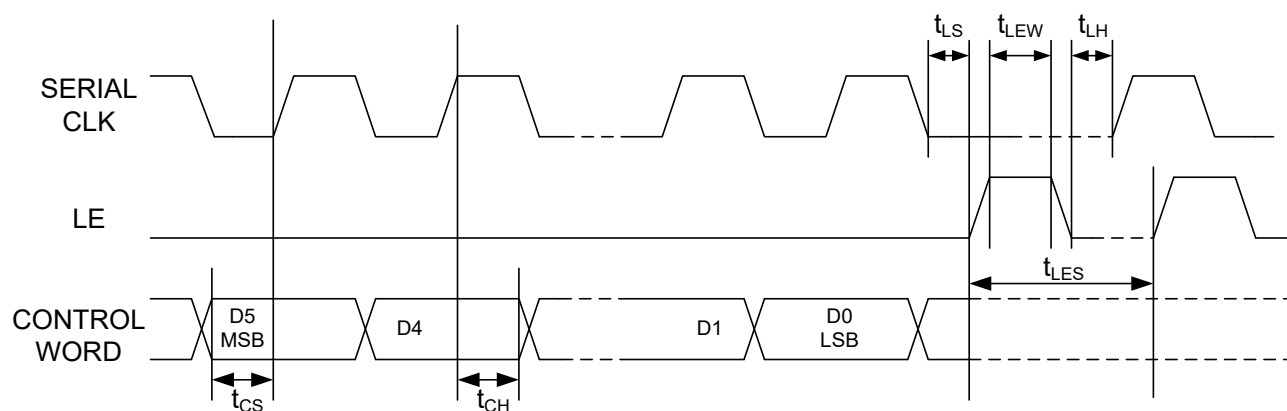 tLS
tLEW
tLH
SERIAL
CLK
LE
tLES
CONTROL
WORD
D5
MSB
D4
D1
D0
LSB
tCS
tCH